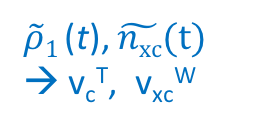 ρ̃₁ (t), ñ_xc(t)
→ v_c^T, v_xc^W